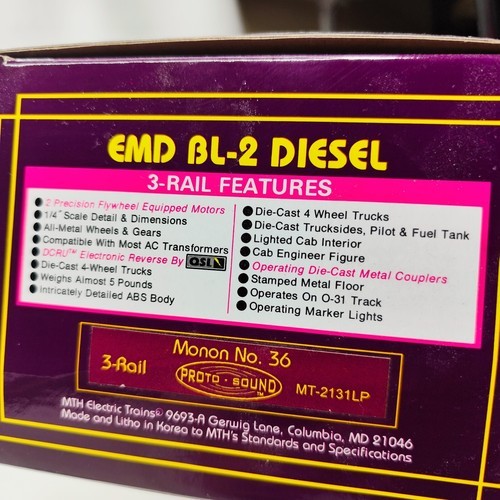 EMD BL-2 DIESEL
3-RAIL FEATURES
2 Precision Flywheel Equipped Motors
1/4" Scale Detail & Dimensions
All-Metal Wheels & Gears
Compatible With Most AC Transformers
DCRU™ Electronic Reverse By QSI
Die-Cast 4-Wheel Trucks
Weighs Almost 5 Pounds
Intricately Detailed ABS Body
Die-Cast 4 Wheel Trucks
Die-Cast Trucksides, Pilot & Fuel Tank
Lighted Cab Interior
Cab Engineer Figure
Operating Die-Cast Metal Couplers
Stamped Metal Floor
Operates On O-31 Track
Operating Marker Lights
Monon No. 36
3-Rail
PROTO-SOUND™
MT-2131LP
MTH Electric Trains® 9693-A Gerwig Lane, Columbia, MD 21046
Made and Litho in Korea to MTH's Standards and Specifications